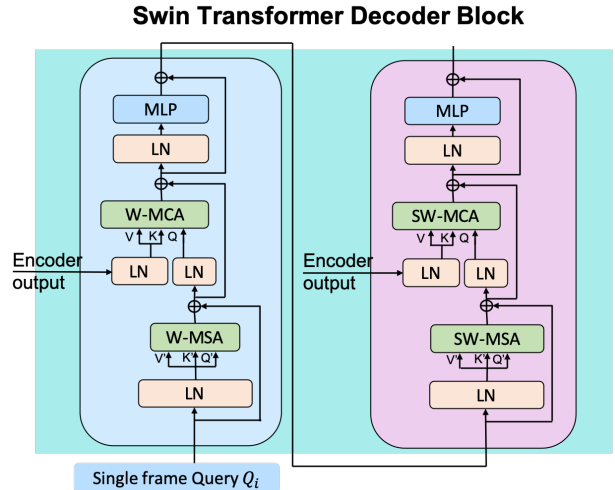 Swin Transformer Decoder Block
MLP
LN
W-MCA
V K Q
Encoder
output
LN
LN
W-MSA
V' K' Q'
LN
Single frame Query Q_i
MLP
LN
SW-MCA
V K Q
Encoder
output
LN
LN
SW-MSA
V' K' Q'
LN